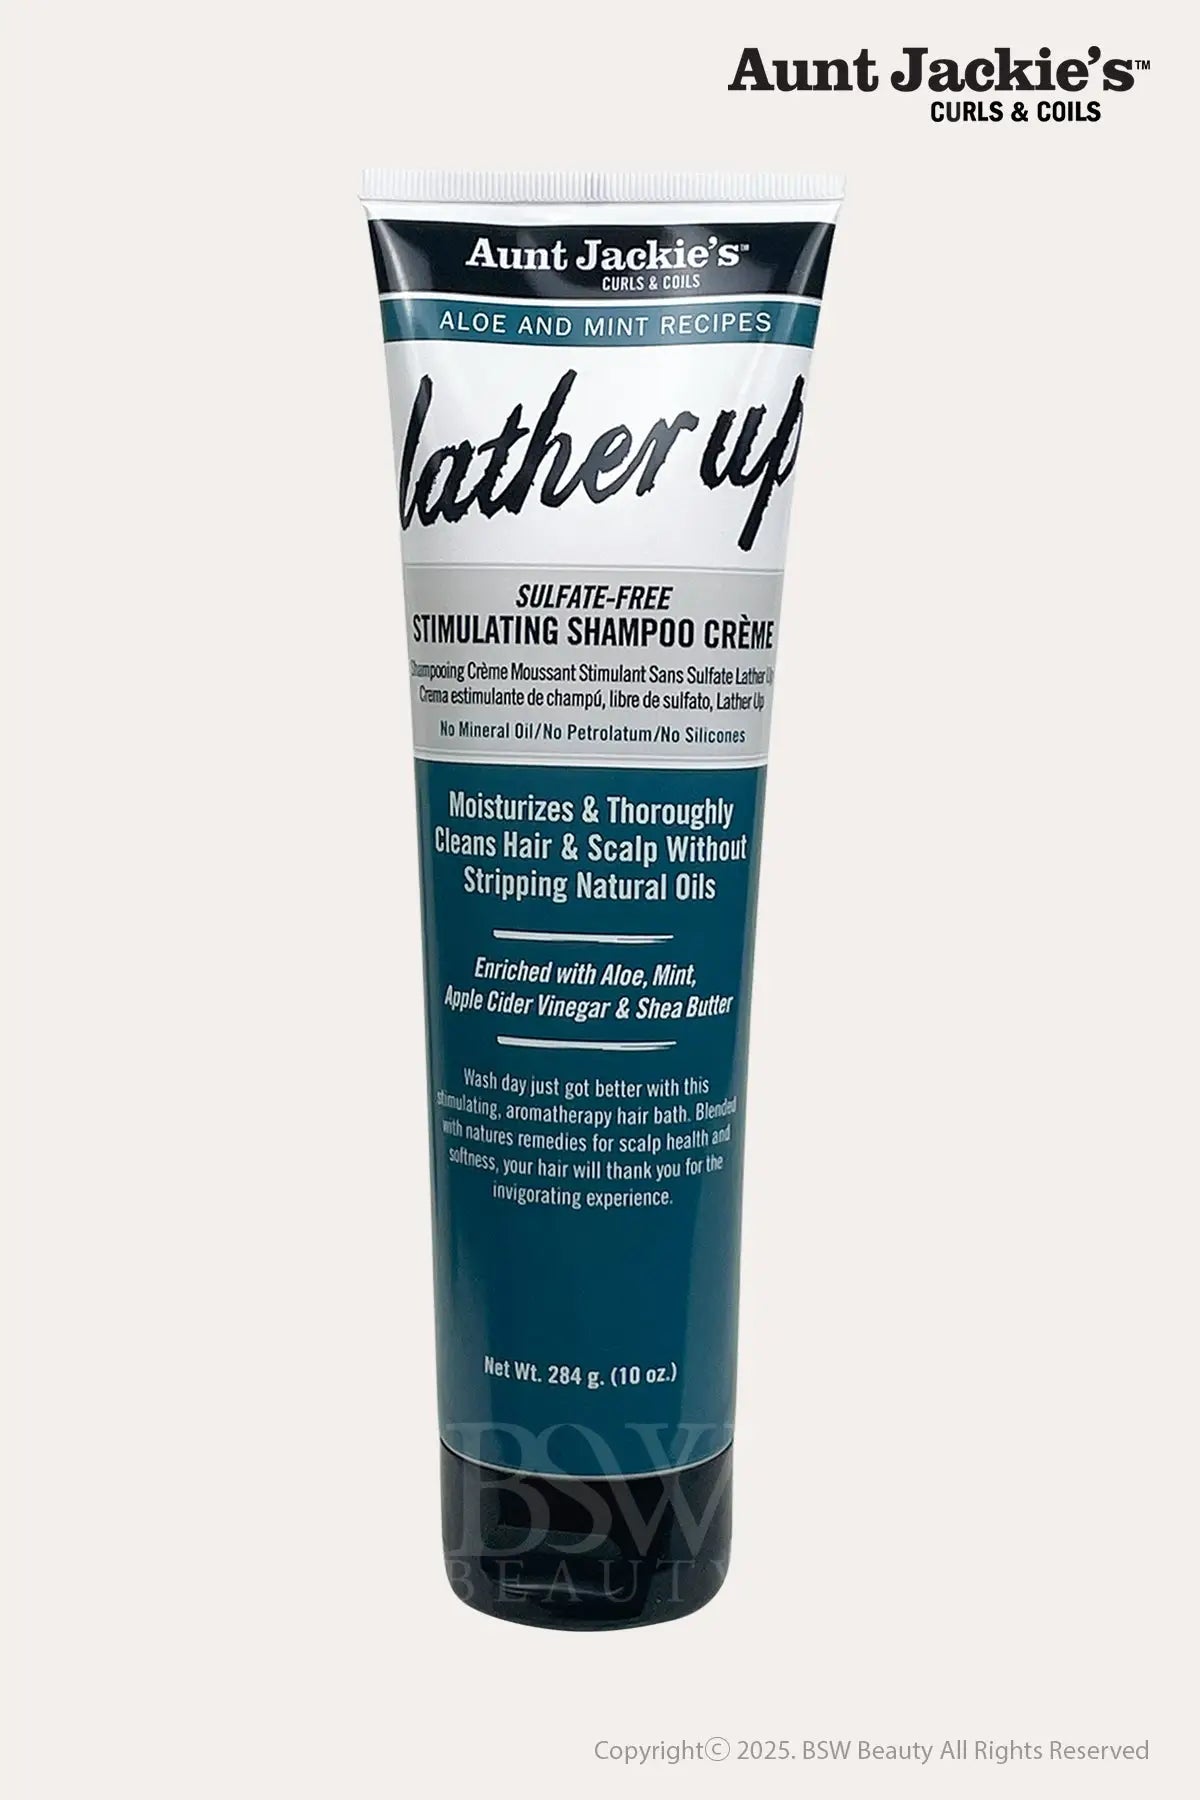 Aunt Jackie's™
CURLS & COILS
Aunt Jackie's™
CURLS & COILS
ALOE AND MINT RECIPES
lather up
SULFATE-FREE
STIMULATING SHAMPOO CRÈME
Shampooing Crème Moussant Stimulant Sans Sulfate Lather Up
Crema estimulante de champú, libre de sulfato, Lather Up
No Mineral Oil/No Petrolatum/No Silicones
Moisturizes & Thoroughly
Cleans Hair & Scalp Without
Stripping Natural Oils
Enriched with Aloe, Mint,
Apple Cider Vinegar & Shea Butter
Wash day just got better with this
stimulating, aromatherapy hair bath. Blended
with natures remedies for scalp health and
softness, your hair will thank you for the
invigorating experience.
Net Wt. 284 g. (10 oz.)
BSW
BEAUTY
Copyrightⓒ 2025. BSW Beauty All Rights Reserved